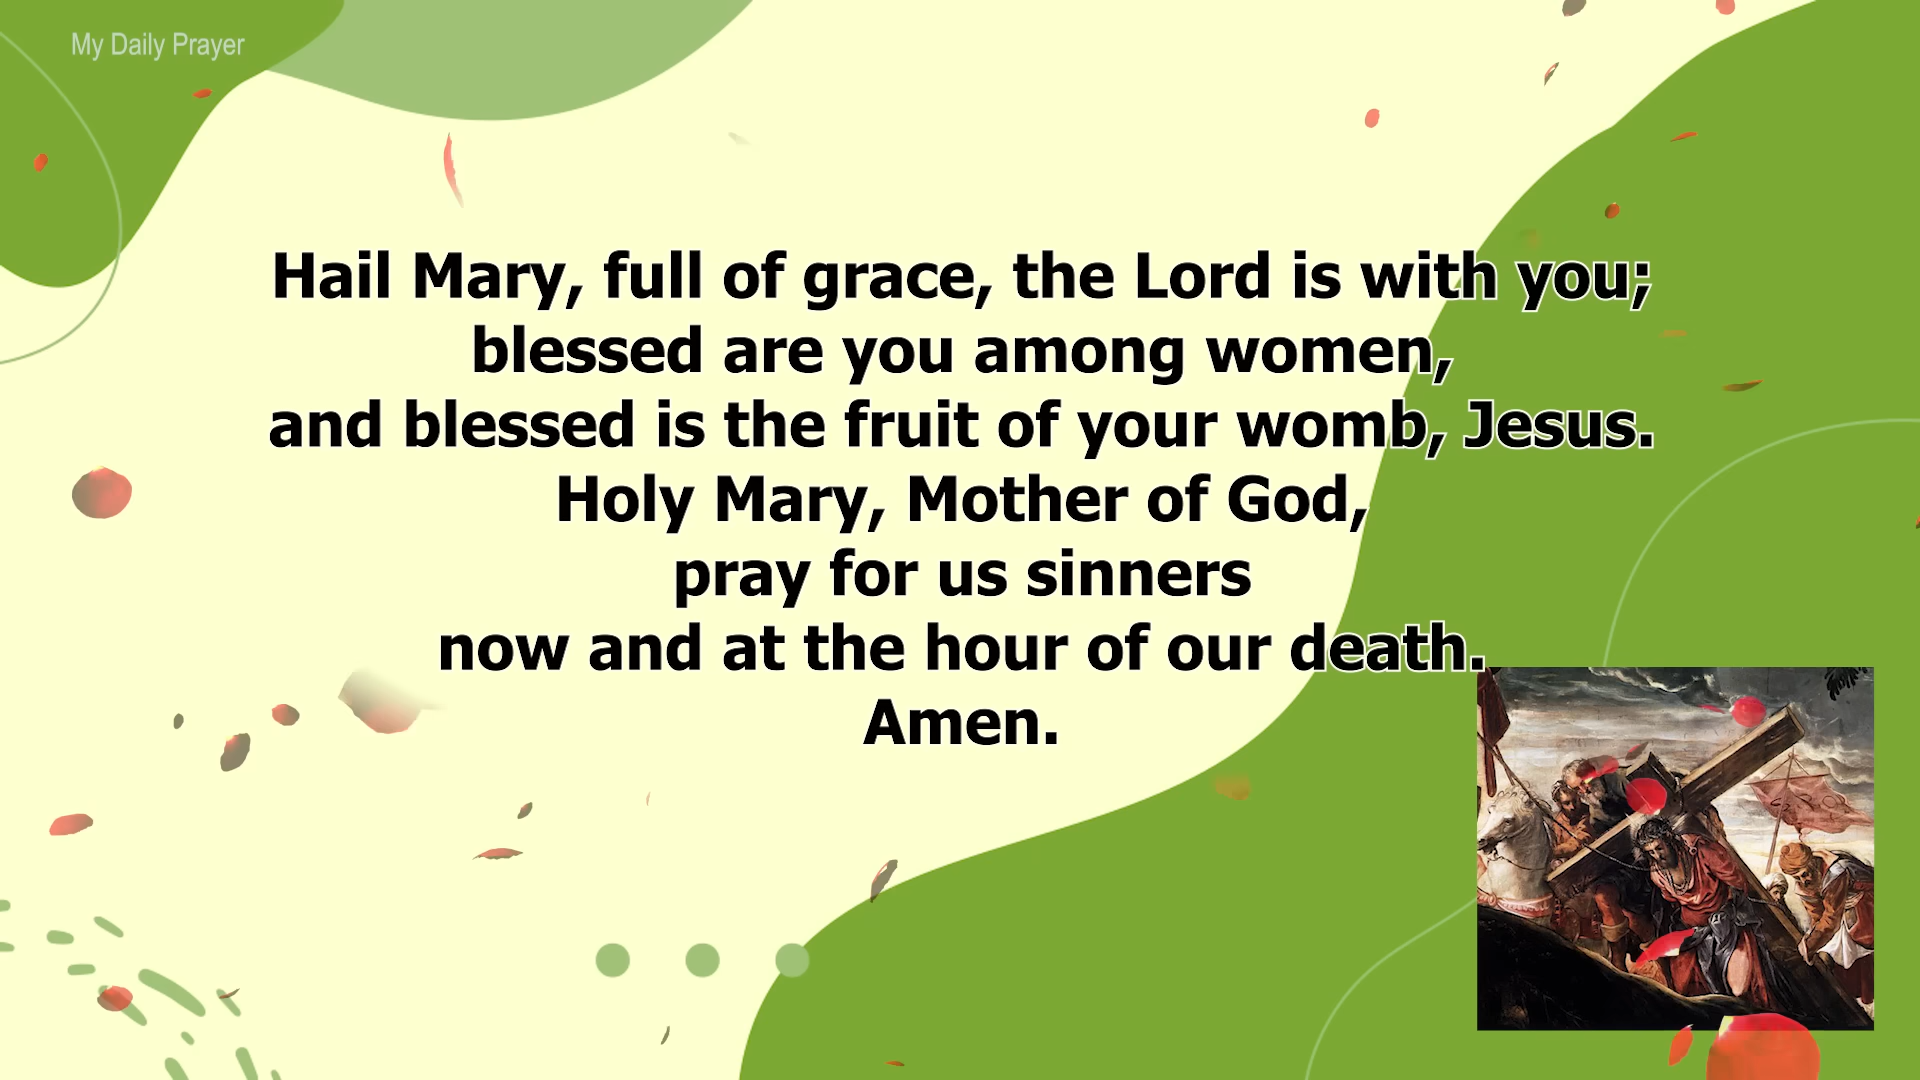 My Daily Prayer
Hail Mary, full of grace, the Lord is with you;
blessed are you among women,
and blessed is the fruit of your womb, Jesus.
Holy Mary, Mother of God,
pray for us sinners
now and at the hour of our death.
Amen.